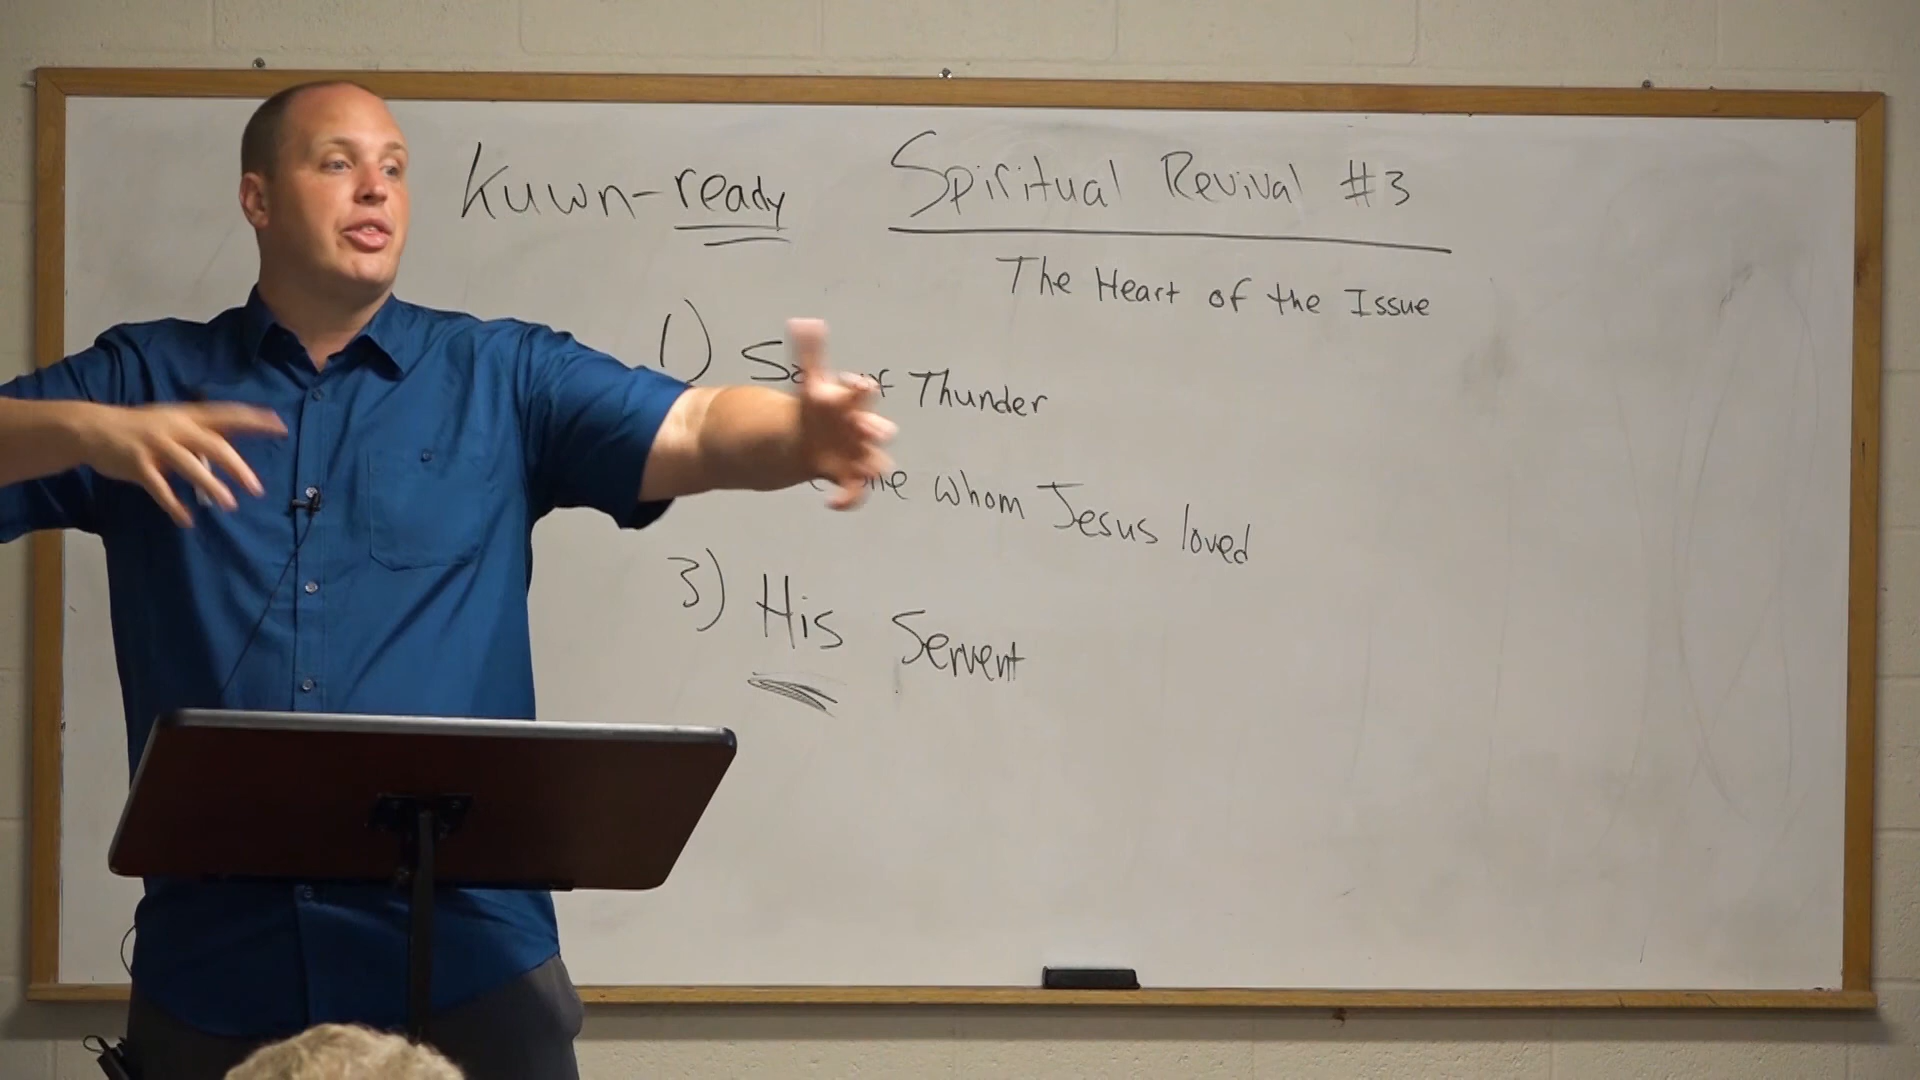 Kuwn-ready
Spiritual Revival #3
The Heart of the Issue
1) Thunder
whom Jesus loved
3) His Servent